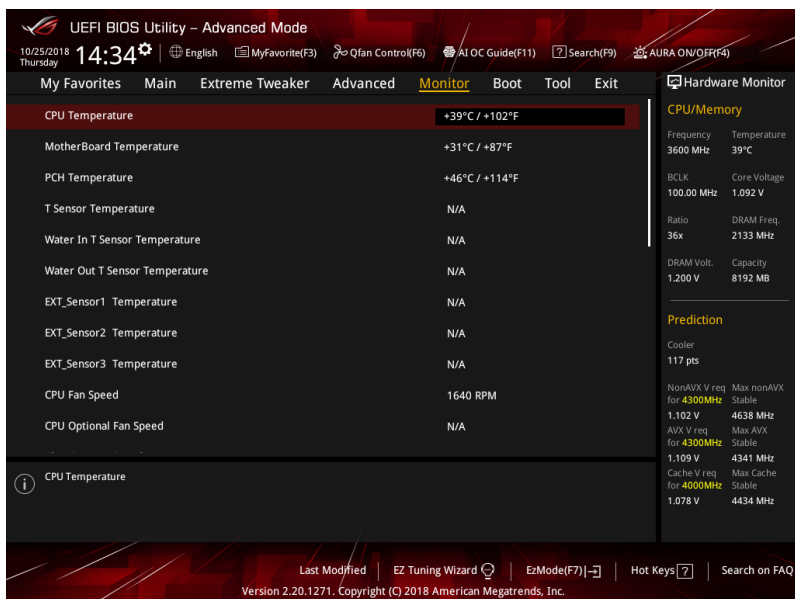 UEFI BIOS Utility – Advanced Mode
10/25/2018 Thursday 14:34 English MyFavorite(F3) Qfan Control(F6) AI OC Guide(F11) ? Search(F9) AURA ON/OFF(F4)
My Favorites Main Extreme Tweaker Advanced Monitor Boot Tool Exit
CPU Temperature +39°C / +102°F
MotherBoard Temperature +31°C / +87°F
PCH Temperature +46°C / +114°F
T Sensor Temperature N/A
Water In T Sensor Temperature N/A
Water Out T Sensor Temperature N/A
EXT_Sensor1 Temperature N/A
EXT_Sensor2 Temperature N/A
EXT_Sensor3 Temperature N/A
CPU Fan Speed 1640 RPM
CPU Optional Fan Speed N/A
i CPU Temperature
Hardware Monitor
CPU/Memory
Frequency Temperature
3600 MHz 39°C
BCLK Core Voltage
100.00 MHz 1.092 V
Ratio DRAM Freq.
36x 2133 MHz
DRAM Volt. Capacity
1.200 V 8192 MB
Prediction
Cooler
117 pts
NonAVX V req Max nonAVX
for 4300MHz Stable
1.102 V 4638 MHz
AVX V req Max AVX
for 4300MHz Stable
1.109 V 4341 MHz
Cache V req Max Cache
for 4000MHz Stable
1.078 V 4434 MHz
Last Modified EZ Tuning Wizard EzMode(F7) Hot Keys ? Search on FAQ
Version 2.20.1271. Copyright (C) 2018 American Megatrends, Inc.